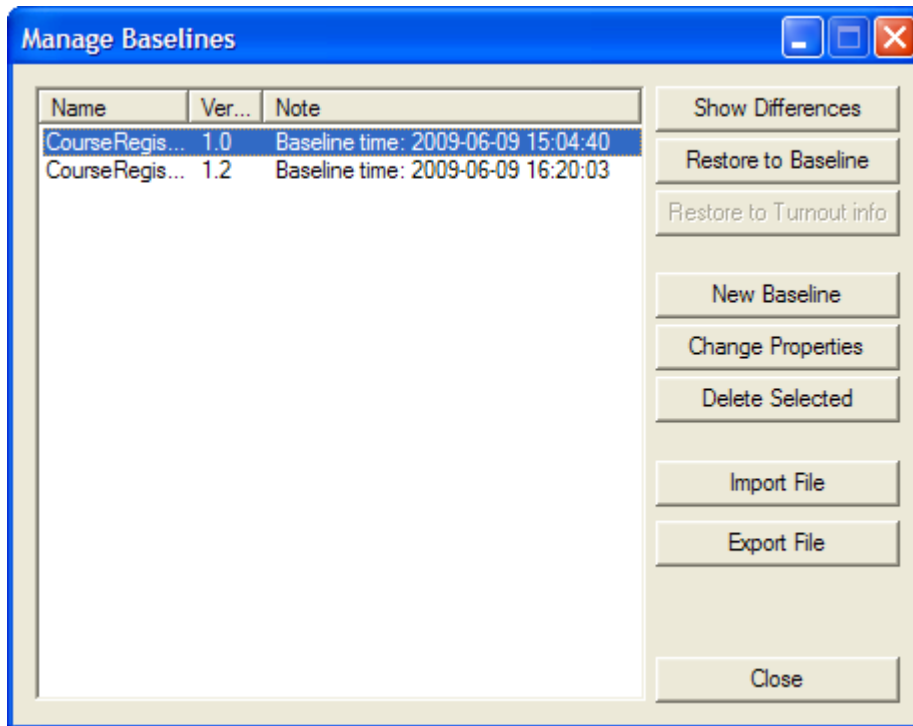 Manage Baselines
Name Ver... Note
CourseRegis... 1.0 Baseline time: 2009-06-09 15:04:40
CourseRegis... 1.2 Baseline time: 2009-06-09 16:20:03
Show Differences
Restore to Baseline
Restore to Turnout info
New Baseline
Change Properties
Delete Selected
Import File
Export File
Close